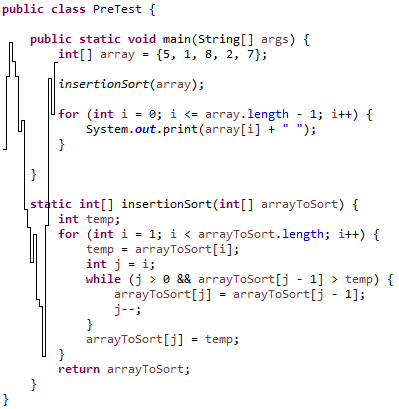 public class PreTest {
public static void main(String[] args) {
int[] array = {5, 1, 8, 2, 7};
insertionSort(array);
for (int i = 0; i <= array.length - 1; i++) {
System.out.print(array[i] + " ");
}
}
static int[] insertionSort(int[] arrayToSort) {
int temp;
for (int i = 1; i < arrayToSort.length; i++) {
temp = arrayToSort[i];
int j = i;
while (j > 0 && arrayToSort[j - 1] > temp) {
arrayToSort[j] = arrayToSort[j - 1];
j--;
}
arrayToSort[j] = temp;
}
return arrayToSort;
}
}